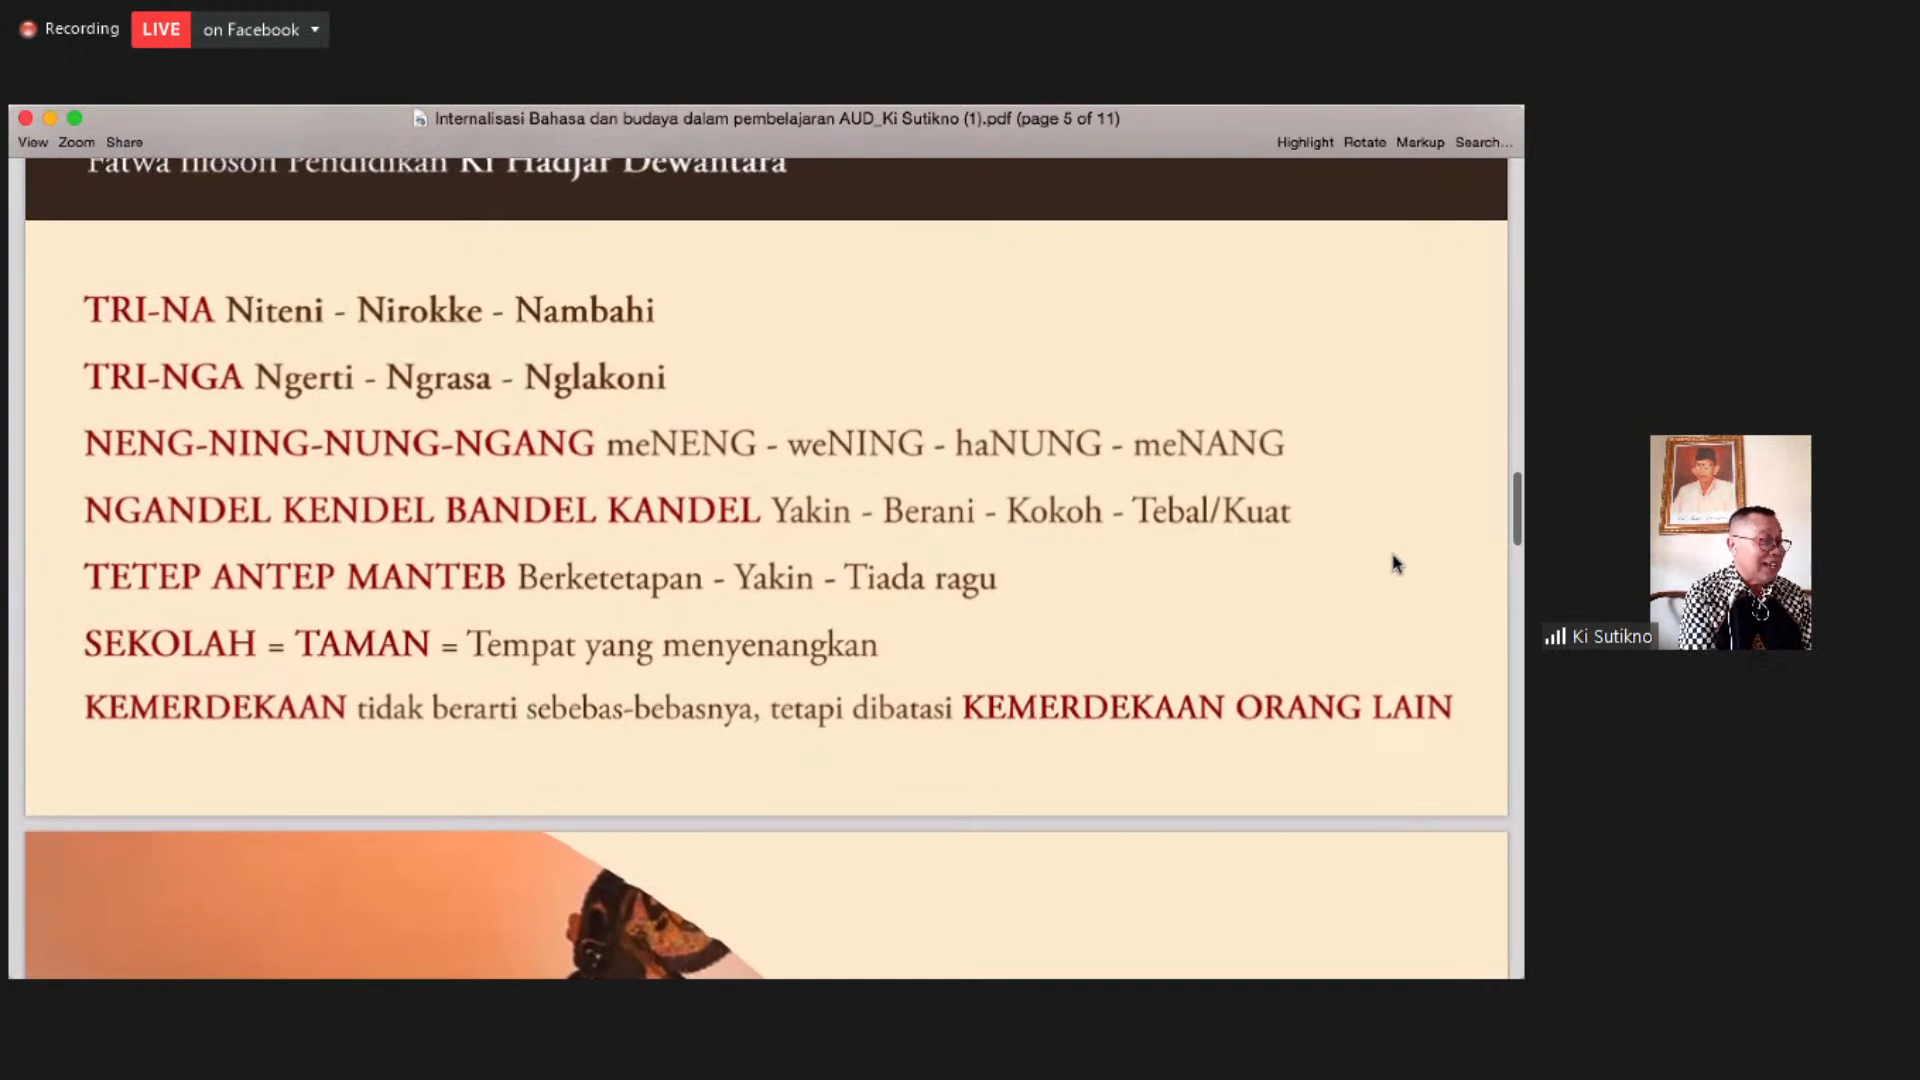 Recording
LIVE on Facebook
Internalisasi Bahasa dan budaya dalam pembelajaran AUD_Ki Sutikno (1).pdf (page 5 of 11)
View Zoom Share
Highlight Rotate Markup Search...
Fatwa filosofi Pendidikan Ki Hadjar Dewantara
TRI-NA Niteni - Nirokke - Nambahi
TRI-NGA Ngerti - Ngrasa - Nglakoni
NENG-NING-NUNG-NGANG meNENG - weNING - haNUNG - meNANG
NGANDEL KENDEL BANDEL KANDEL Yakin - Berani - Kokoh - Tebal/Kuat
TETEP ANTEP MANTEB Berketetapan - Yakin - Tiada ragu
SEKOLAH = TAMAN = Tempat yang menyenangkan
KEMERDEKAAN tidak berarti sebebas-bebasnya, tetapi dibatasi KEMERDEKAAN ORANG LAIN
Ki Sutikno